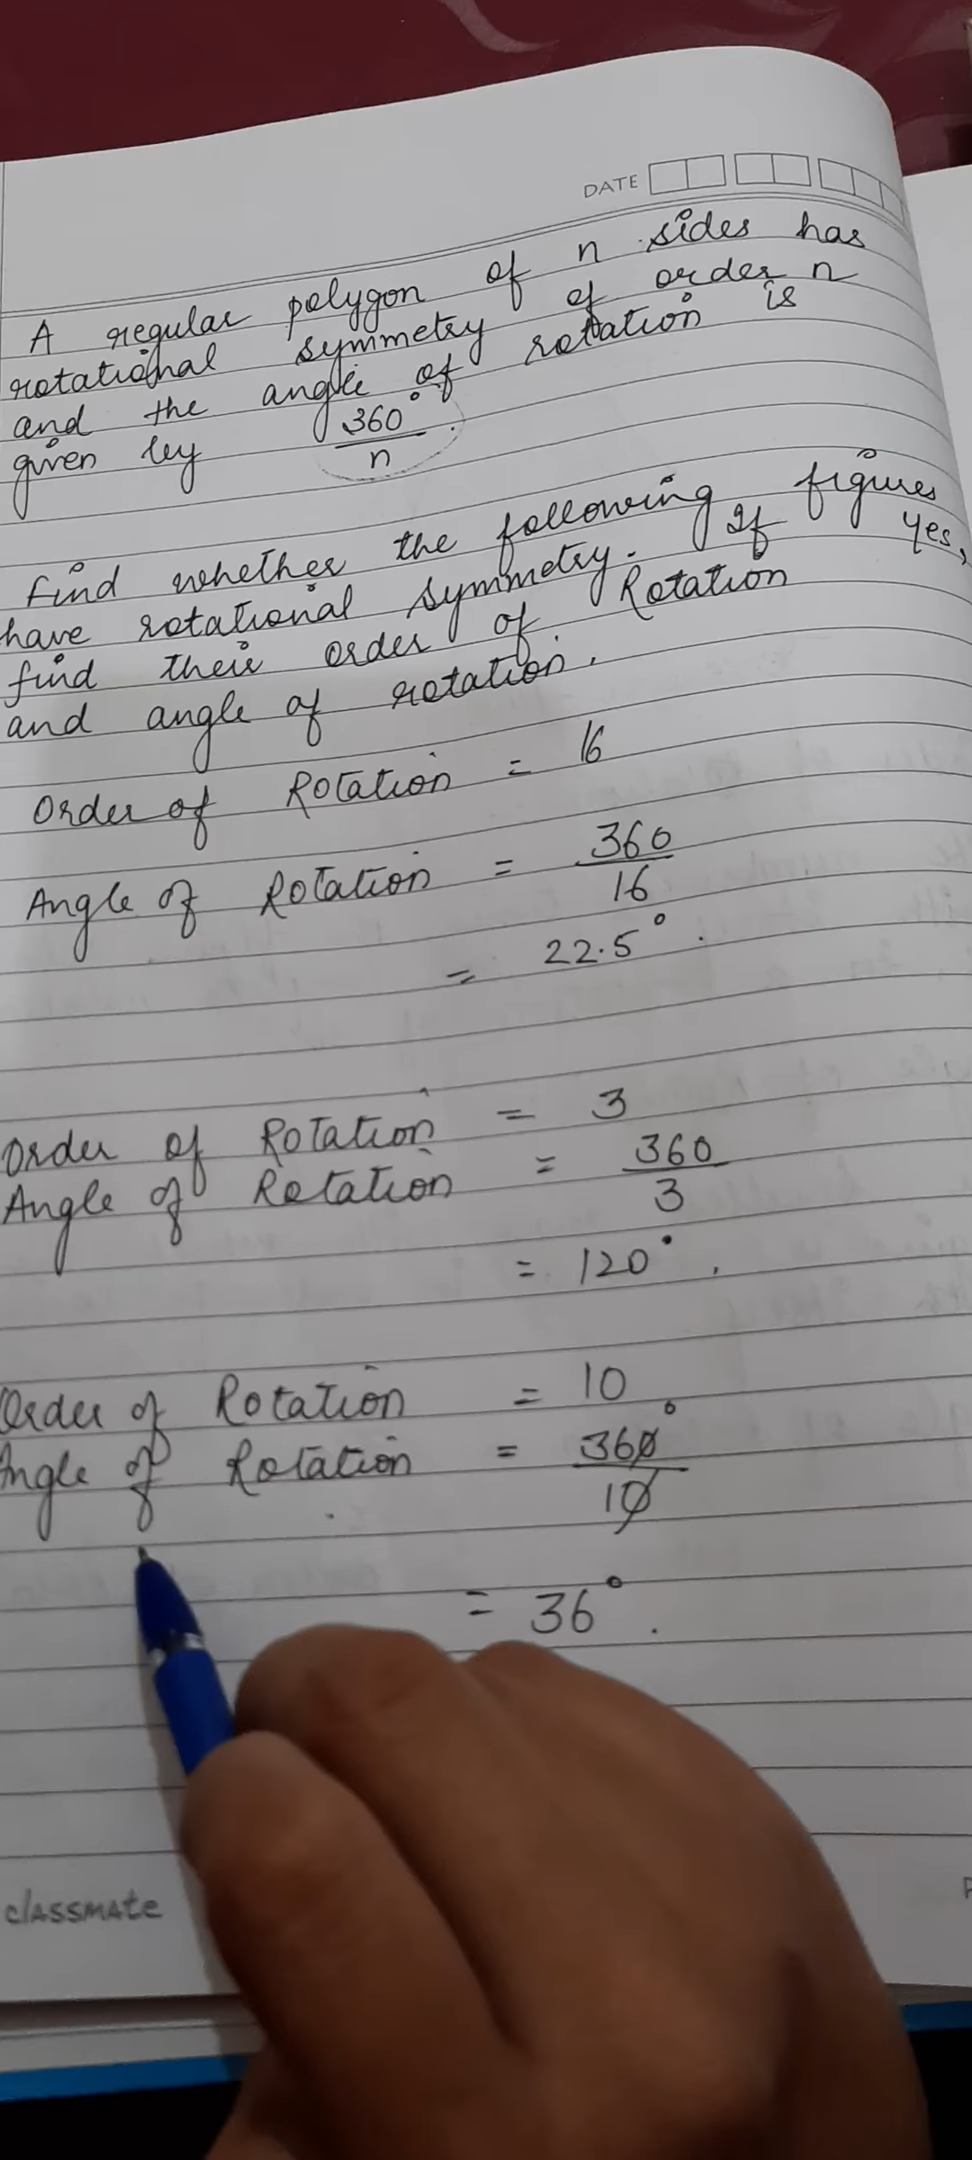 DATE
A regular polygon of n sides has
rotational symmetry of order n
and the angle of rotation is
given by 360°/n.
Find whether the following figures
have rotational symmetry. If yes,
find their order of Rotation
and angle of rotation.
Order of Rotation = 16
Angle of Rotation = 360/16
= 22.5°.
Order of Rotation = 3
Angle of Rotation = 360/3
= 120°.
Order of Rotation = 10
Angle of Rotation = 360°/10
= 36°.
classmate